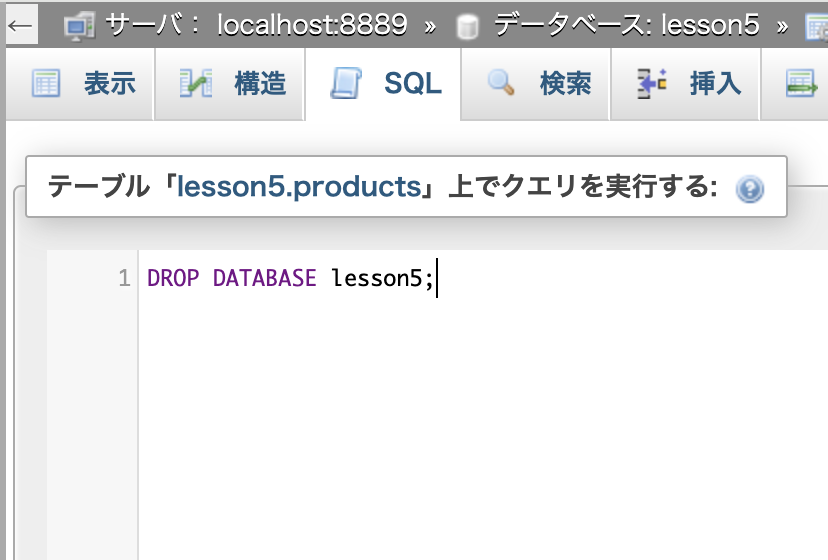 ← サーバ： localhost:8889 » データベース: lesson5 »
表示 構造 SQL 検索 挿入
テーブル「lesson5.products」上でクエリを実行する:
1 DROP DATABASE lesson5;